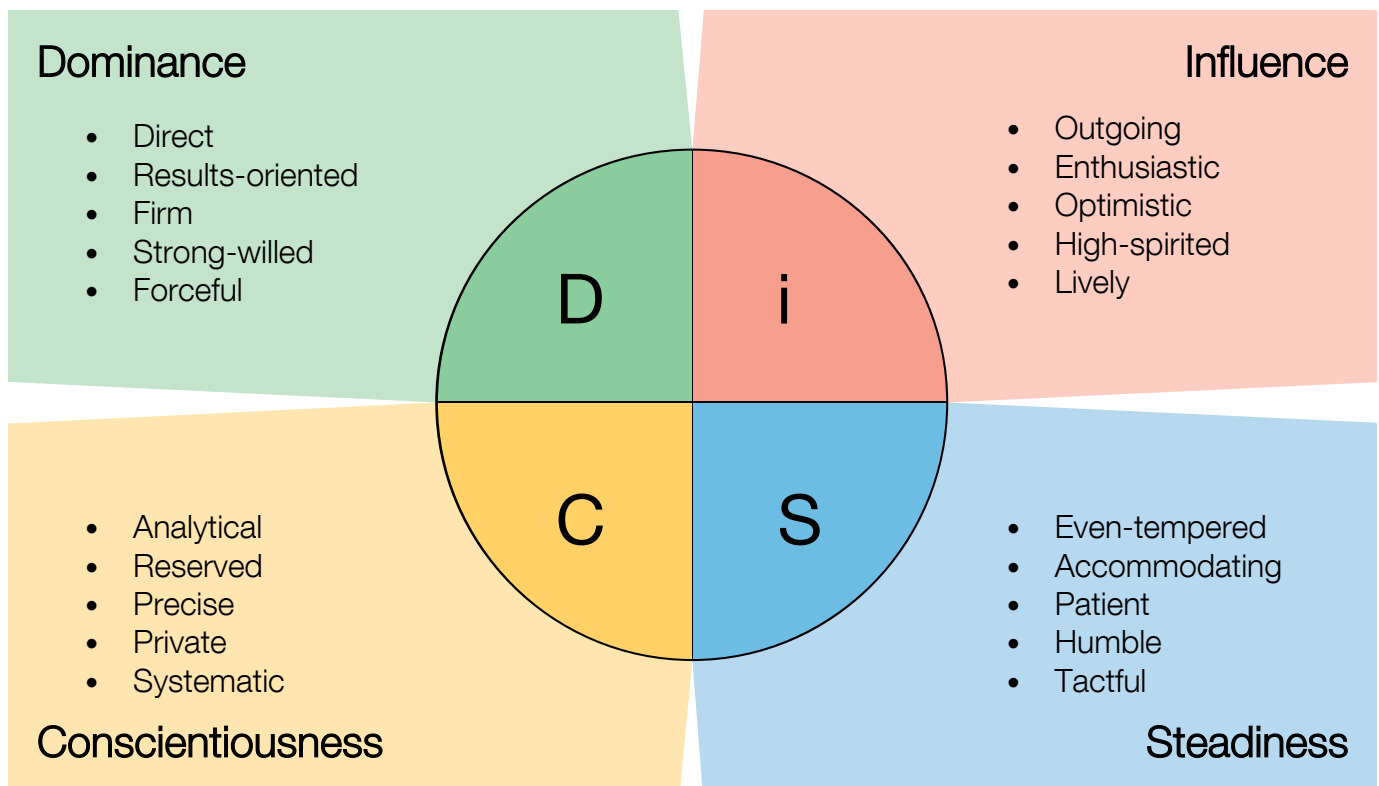 Dominance
• Direct
• Results-oriented
• Firm
• Strong-willed
• Forceful
Influence
• Outgoing
• Enthusiastic
• Optimistic
• High-spirited
• Lively
D
i
C
S
• Analytical
• Reserved
• Precise
• Private
• Systematic
Conscientiousness
• Even-tempered
• Accommodating
• Patient
• Humble
• Tactful
Steadiness